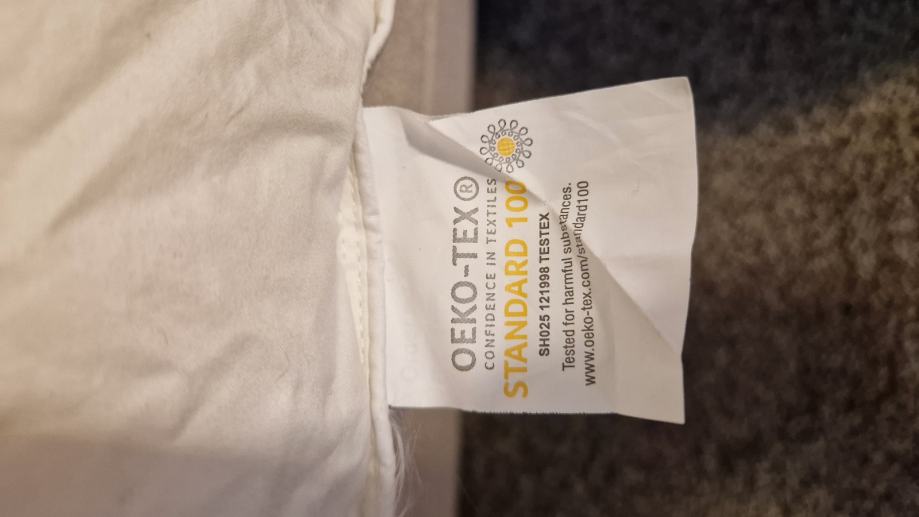 OEKO-TEX®
CONFIDENCE IN TEXTILES
STANDARD 100
SH025 121998 TESTEX
Tested for harmful substances.
www.oeko-tex.com/standard100